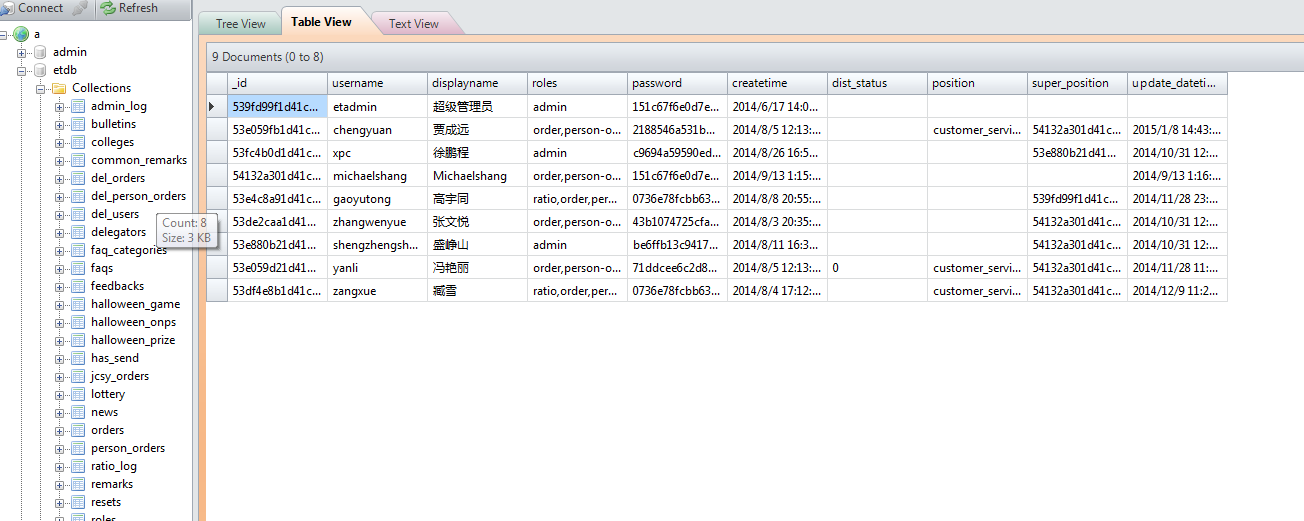 Connect Refresh
a
admin
etdb
Collections
admin_log
bulletins
colleges
common_remarks
del_orders
del_person_orders
del_users
delegators
faq_categories
faqs
feedbacks
halloween_game
halloween_onps
halloween_prize
has_send
jcsy_orders
lottery
news
orders
person_orders
ratio_log
remarks
resets
roles
Count: 8
Size: 3 KB
Tree View Table View Text View
9 Documents (0 to 8)
_id username displayname roles password createtime dist_status position super_position update_dateti...
539fd99f1d41c... etadmin 超级管理员 admin 151c67f6e0d7e... 2014/6/17 14:0...
53e059fb1d41c... chengyuan 贾成远 order,person-o... 2188546a531b... 2014/8/5 12:13:... customer_servi... 54132a301d41c... 2015/1/8 14:43:...
53fc4b0d1d41c... xpc 徐鹏程 admin c9694a59590ed... 2014/8/26 16:5... 53e880b21d41c... 2014/10/31 12:...
54132a301d41c... michaelshang Michaelshang order,person-o... 151c67f6e0d7e... 2014/9/13 1:15:... 2014/9/13 1:16:...
53e4c8a91d41c... gaoyutong 高宇同 ratio,order,per... 0736e78fcbb63... 2014/8/8 20:55:... 539fd99f1d41c... 2014/11/28 23:...
53de2caa1d41c... zhangwenyue 张文悦 order,person-o... 43b1074725cfa... 2014/8/3 20:35:... 54132a301d41c... 2014/10/31 12:...
53e880b21d41c... shengzhengsh... 盛峥山 admin be6ffb13c9417... 2014/8/11 16:3... 54132a301d41c... 2014/10/31 12:...
53e059d21d41c... yanli 冯艳丽 order,person-o... 71ddcee6c2d8... 2014/8/5 12:13:... 0 customer_servi... 54132a301d41c... 2014/11/28 11:...
53df4e8b1d41c... zangxue 臧雪 ratio,order,per... 0736e78fcbb63... 2014/8/4 17:12:... customer_servi... 54132a301d41c... 2014/12/9 11:2...